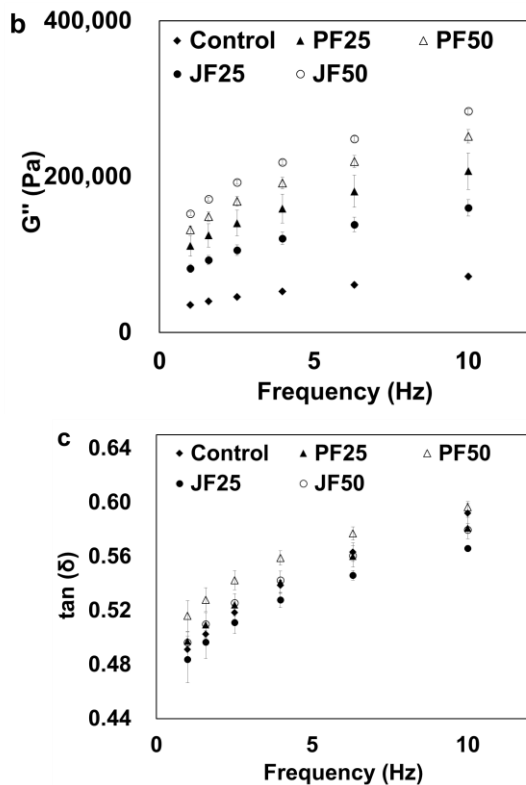 b
400,000
Control PF25 PF50
JF25 JF50
200,000
G" (Pa)
0
0 5 10
Frequency (Hz)
c
0.64
Control PF25 PF50
JF25 JF50
0.60
0.56
tan (δ)
0.52
0.48
0.44
0 5 10
Frequency (Hz)